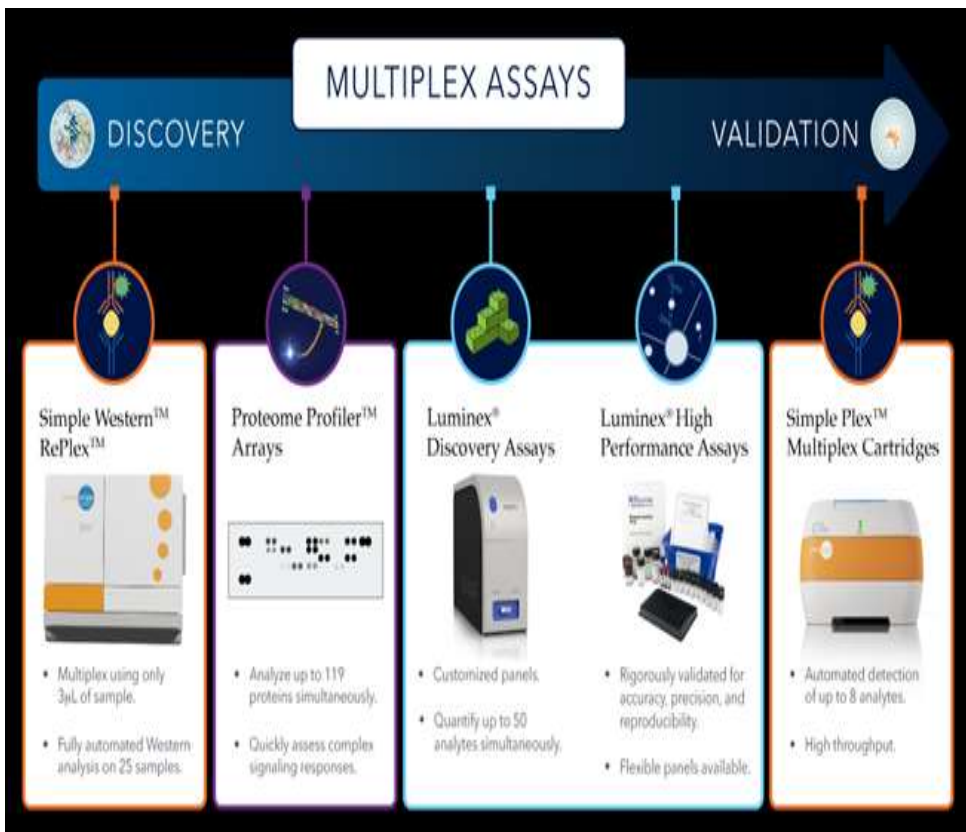 MULTIPLEX ASSAYS
DISCOVERY
VALIDATION
Simple Western™
RePlex™
• Multiplex using only
3µL of sample.
• Fully automated Western
analysis on 25 samples.
Proteome Profiler™
Arrays
• Analyze up to 119
proteins simultaneously.
• Quickly assess complex
signaling responses.
Luminex®
Discovery Assays
• Customized panels.
• Quantify up to 50
analytes simultaneously.
Luminex® High
Performance Assays
• Rigorously validated for
accuracy, precision, and
reproducibility.
• Flexible panels available.
Simple Plex™
Multiplex Cartridges
• Automated detection
of up to 8 analytes.
• High throughput.